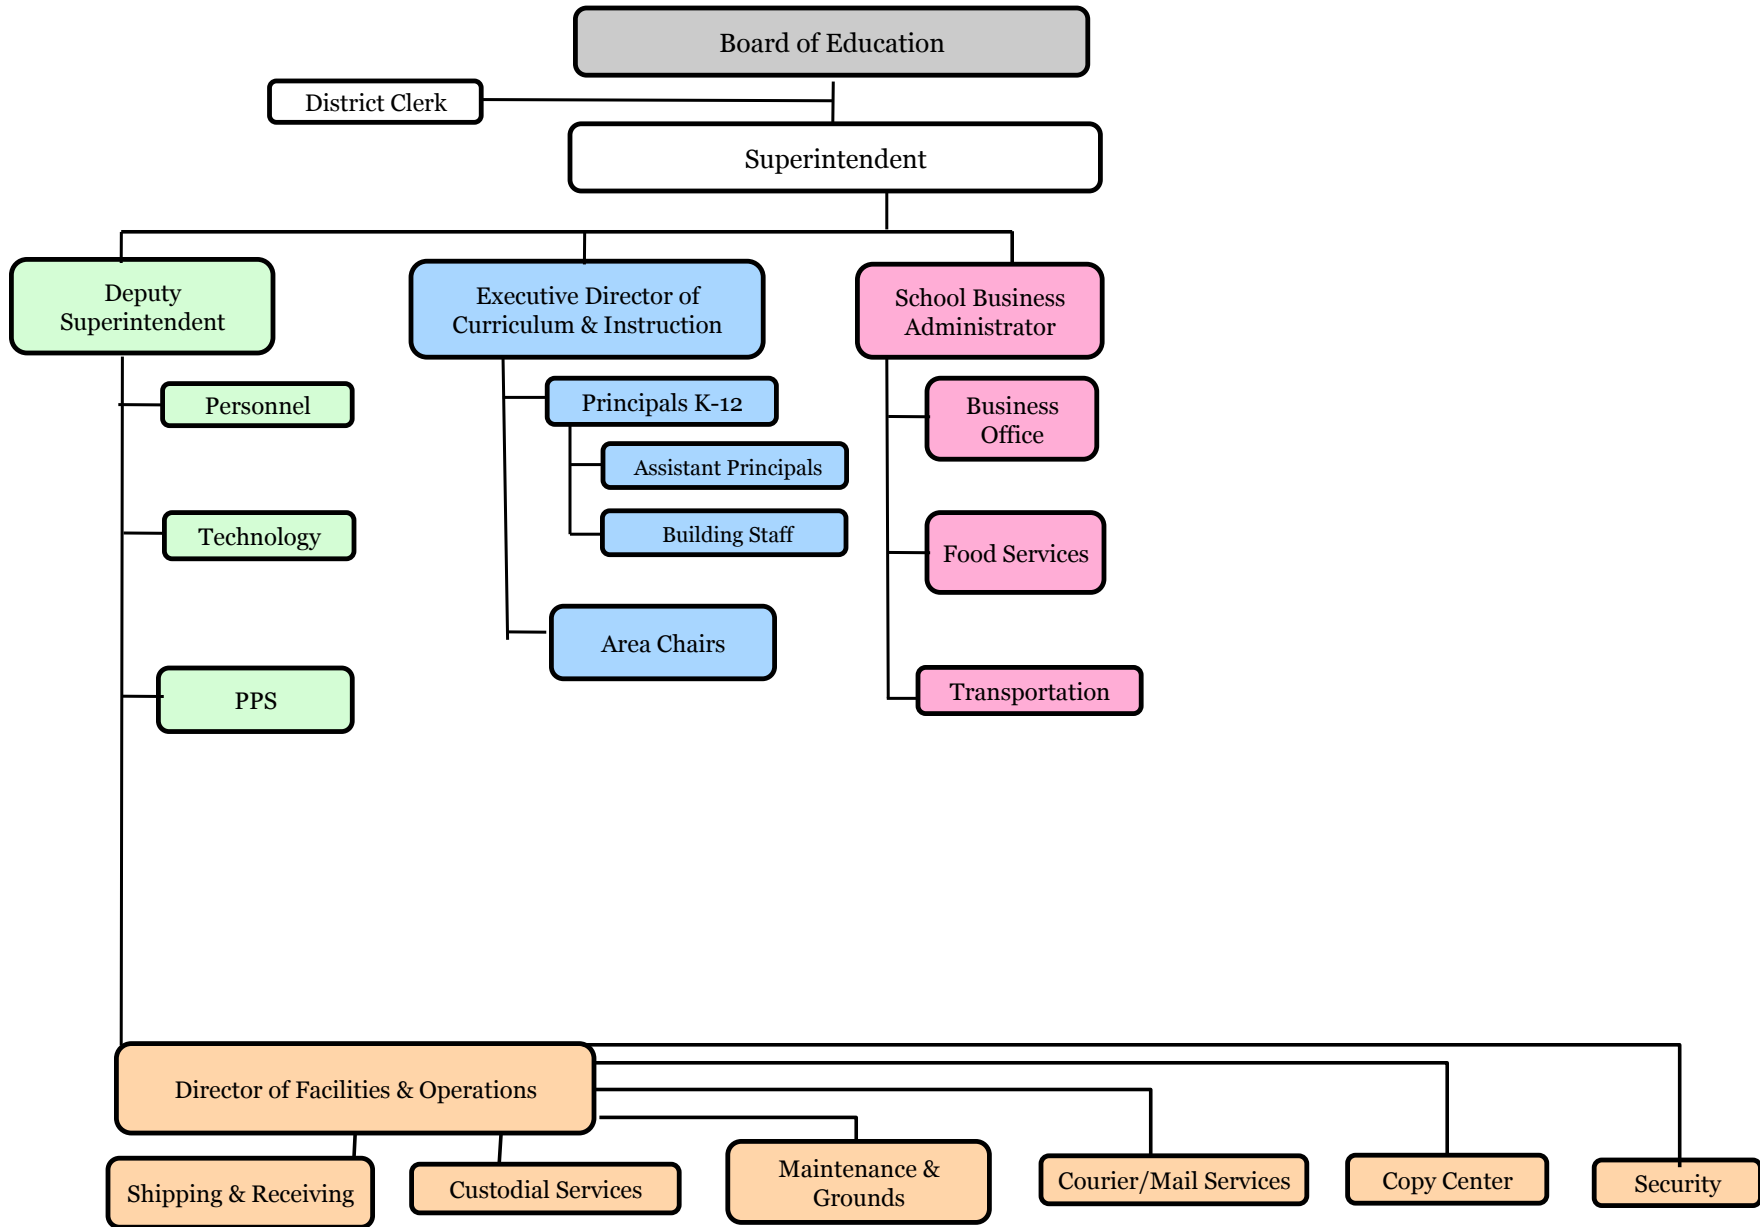 Board of Education
District Clerk
Superintendent
Deputy
Superintendent
Executive Director of
Curriculum & Instruction
School Business
Administrator
Personnel
Principals K-12
Business
Office
Assistant Principals
Technology
Building Staff
Food Services
Area Chairs
PPS
Transportation
Director of Facilities & Operations
Shipping & Receiving
Custodial Services
Maintenance &
Grounds
Courier/Mail Services
Copy Center
Security